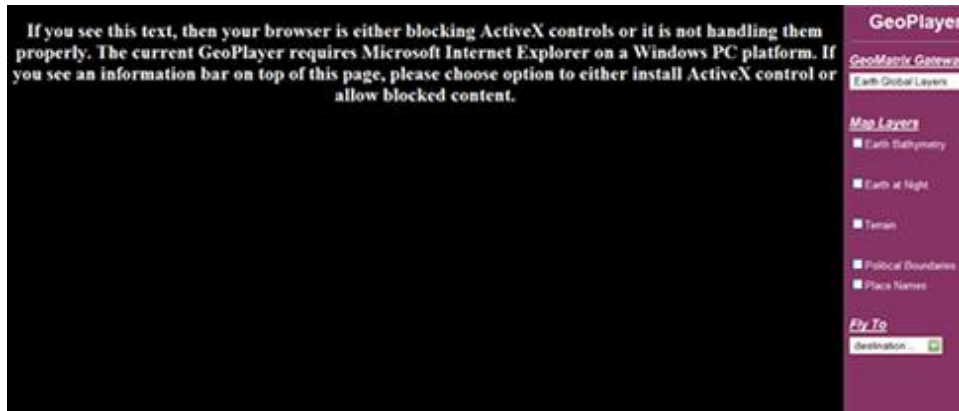 If you see this text, then your browser is either blocking ActiveX controls or it is not handling them
properly. The current GeoPlayer requires Microsoft Internet Explorer on a Windows PC platform. If
you see an information bar on top of this page, please choose option to either install ActiveX control or
allow blocked content.
GeoPlayer
GeoMatrix Gatewa
Earth Global Layers
Map Layers
Earth Bathymetry
Earth at Night
Terrain
Political Boundaries
Place Names
Fly To
destination ...